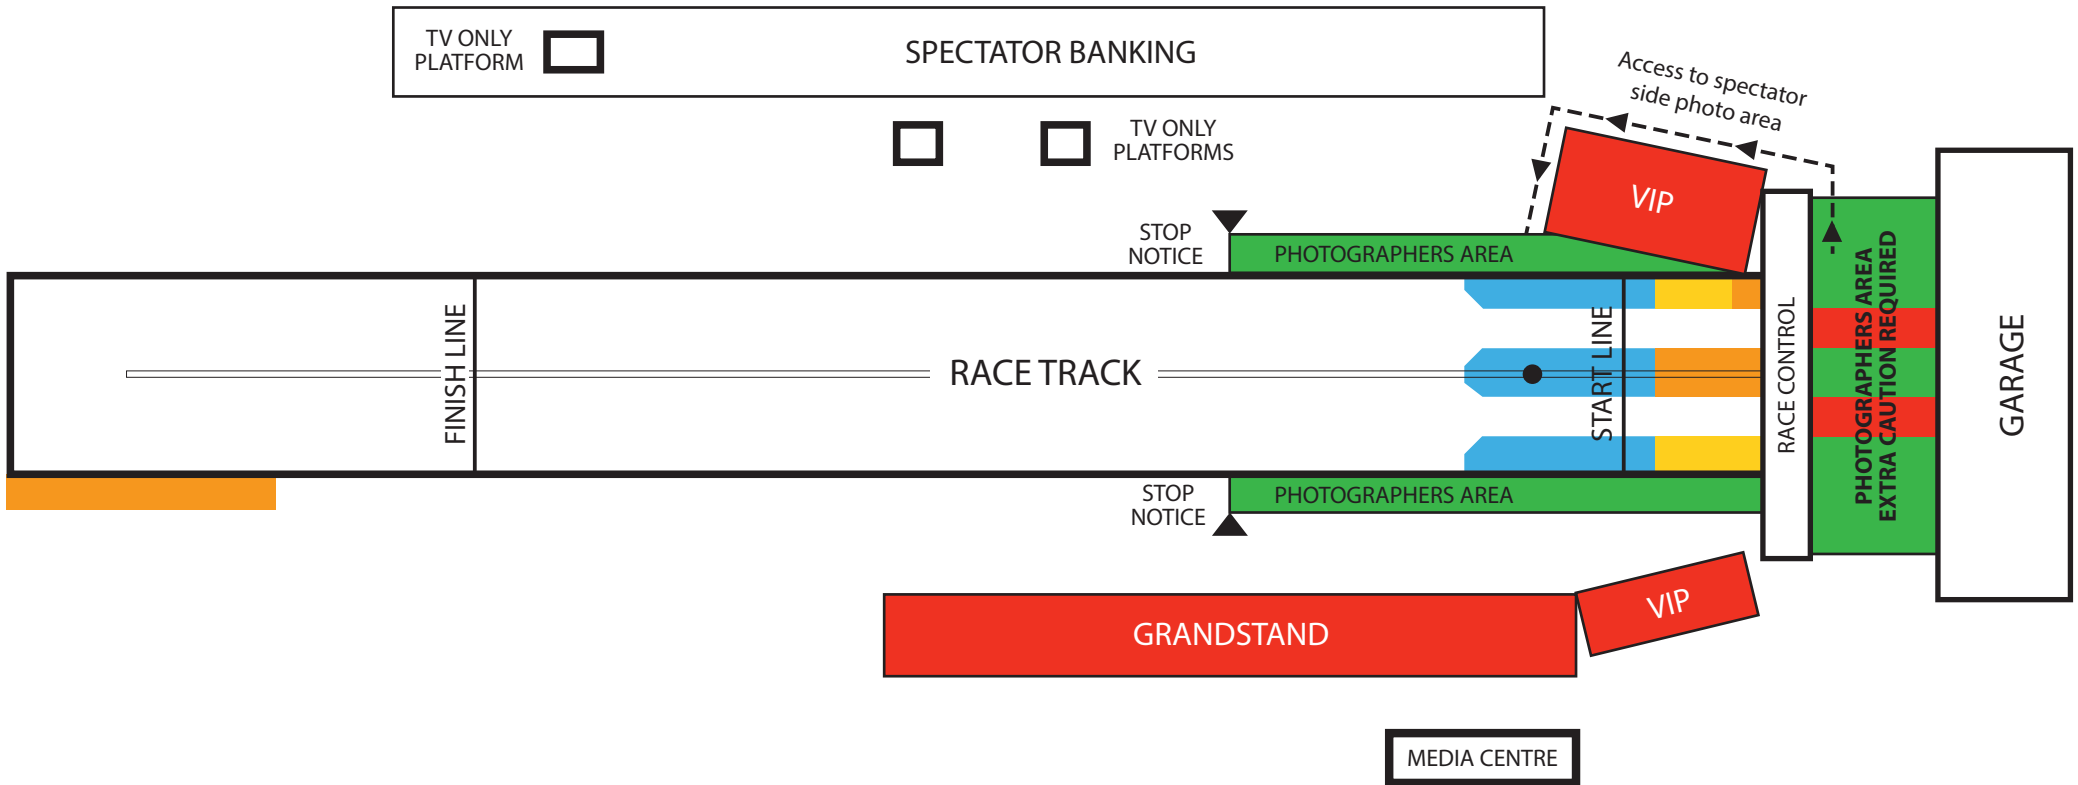 TV ONLY
PLATFORM
SPECTATOR BANKING
Access to spectator
side photo area
TV ONLY
PLATFORMS
VIP
STOP
NOTICE
PHOTOGRAPHERS AREA
FINISH LINE
RACE TRACK
START LINE
RACE CONTROL
PHOTOGRAPHERS AREA
EXTRA CAUTION REQUIRED
GARAGE
STOP
NOTICE
PHOTOGRAPHERS AREA
GRANDSTAND
VIP
MEDIA CENTRE